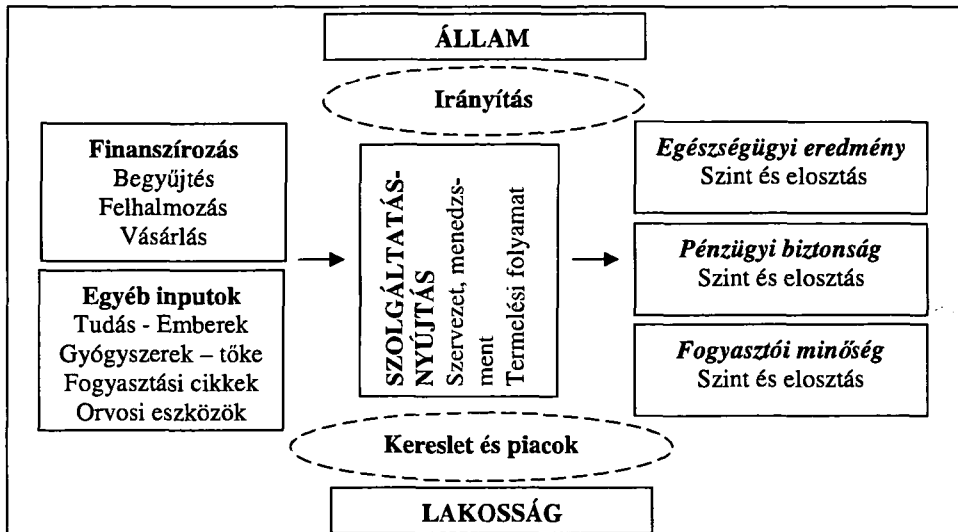 ÁLLAM
Irányítás
Finanszírozás
Begyűjtés
Felhalmozás
Vásárlás
Egyéb inputok
Tudás - Emberek
Gyógyszerek – tőke
Fogyasztási cikkek
Orvosi eszközök
SZOLGÁLTATÁS-
NYÚJTÁS
Szervezet, menedzs-
ment
Termelési folyamat
Egészségügyi eredmény
Szint és elosztás
Pénzügyi biztonság
Szint és elosztás
Fogyasztói minőség
Szint és elosztás
Kereslet és piacok
LAKOSSÁG